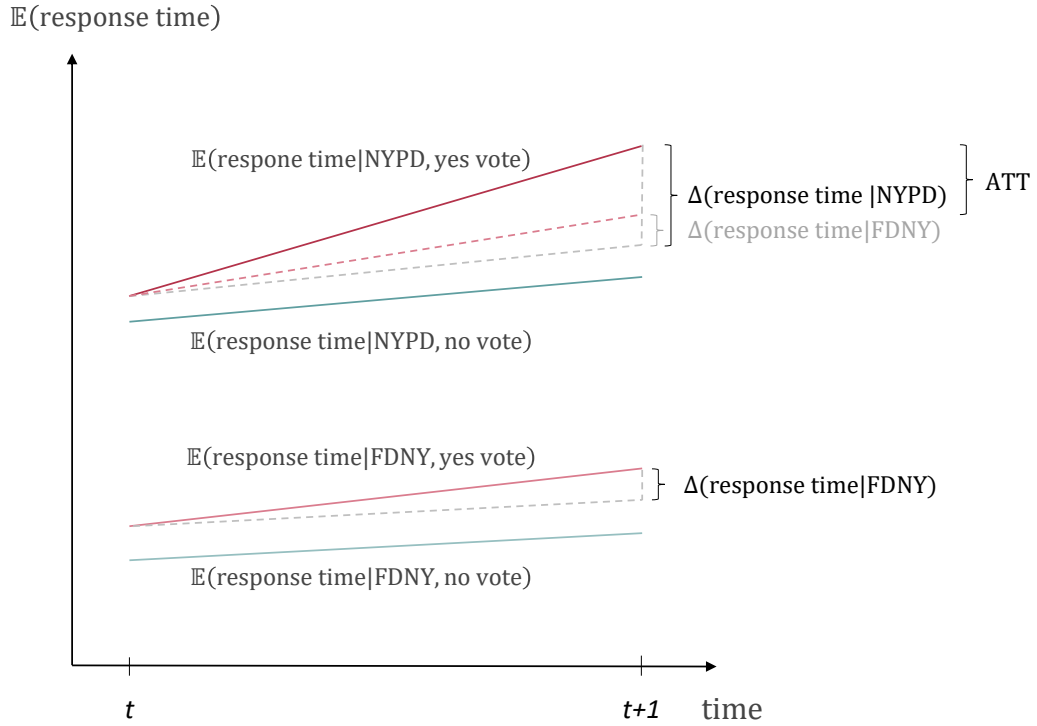 𝔼(response time)
𝔼(respone time|NYPD, yes vote)
ATT
Δ(response time |NYPD)
Δ(response time|FDNY)
𝔼(response time|NYPD, no vote)
𝔼(response time|FDNY, yes vote)
Δ(response time|FDNY)
𝔼(response time|FDNY, no vote)
t
t+1
time